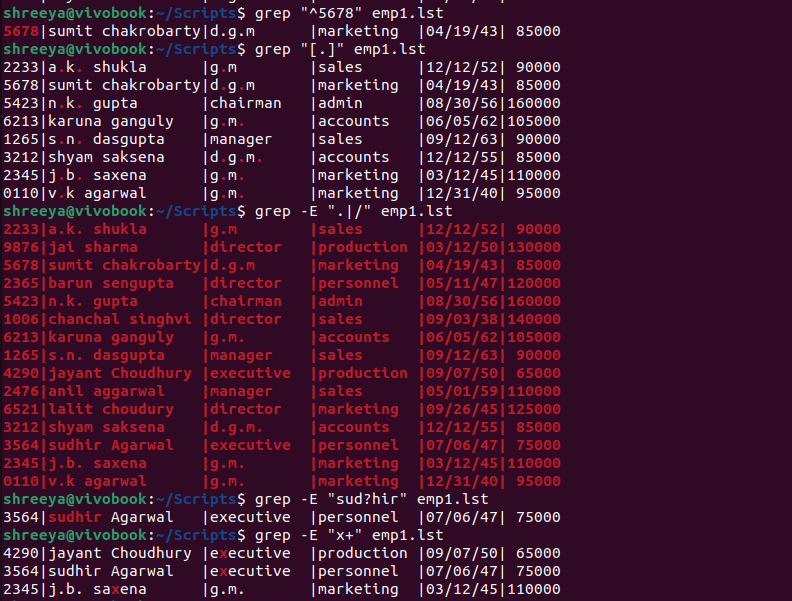 shreeya@vivobook:~/Scripts$ grep "^5678" emp1.lst
5678|sumit chakrobarty|d.g.m     |marketing  |04/19/43| 85000
shreeya@vivobook:~/Scripts$ grep "[.]" emp1.lst
2233|a.k. shukla      |g.m       |sales      |12/12/52| 90000
5678|sumit chakrobarty|d.g.m     |marketing  |04/19/43| 85000
5423|n.k. gupta       |chairman  |admin      |08/30/56|160000
6213|karuna ganguly   |g.m.      |accounts   |06/05/62|105000
1265|s.n. dasgupta    |manager   |sales      |09/12/63| 90000
3212|shyam saksena    |d.g.m.    |accounts   |12/12/55| 85000
2345|j.b. saxena      |g.m.      |marketing  |03/12/45|110000
0110|v.k agarwal      |g.m.      |marketing  |12/31/40| 95000
shreeya@vivobook:~/Scripts$ grep -E ".|/" emp1.lst
2233|a.k. shukla      |g.m       |sales      |12/12/52| 90000
9876|jai sharma       |director  |production |03/12/50|130000
5678|sumit chakrobarty|d.g.m     |marketing  |04/19/43| 85000
2365|barun sengupta   |director  |personnel  |05/11/47|120000
5423|n.k. gupta       |chairman  |admin      |08/30/56|160000
1006|chanchal singhvi |director  |sales      |09/03/38|140000
6213|karuna ganguly   |g.m.      |accounts   |06/05/62|105000
1265|s.n. dasgupta    |manager   |sales      |09/12/63| 90000
4290|jayant Choudhury |executive |production |09/07/50| 65000
2476|anil aggarwal    |manager   |sales      |05/01/59|110000
6521|lalit choudury   |director  |marketing  |09/26/45|125000
3212|shyam saksena    |d.g.m.    |accounts   |12/12/55| 85000
3564|sudhir Agarwal   |executive |personnel  |07/06/47| 75000
2345|j.b. saxena      |g.m.      |marketing  |03/12/45|110000
0110|v.k agarwal      |g.m.      |marketing  |12/31/40| 95000
shreeya@vivobook:~/Scripts$ grep -E "sud?hir" emp1.lst
3564|sudhir Agarwal   |executive |personnel  |07/06/47| 75000
shreeya@vivobook:~/Scripts$ grep -E "x+" emp1.lst
4290|jayant Choudhury |executive |production |09/07/50| 65000
3564|sudhir Agarwal   |executive |personnel  |07/06/47| 75000
2345|j.b. saxena      |g.m.      |marketing  |03/12/45|110000